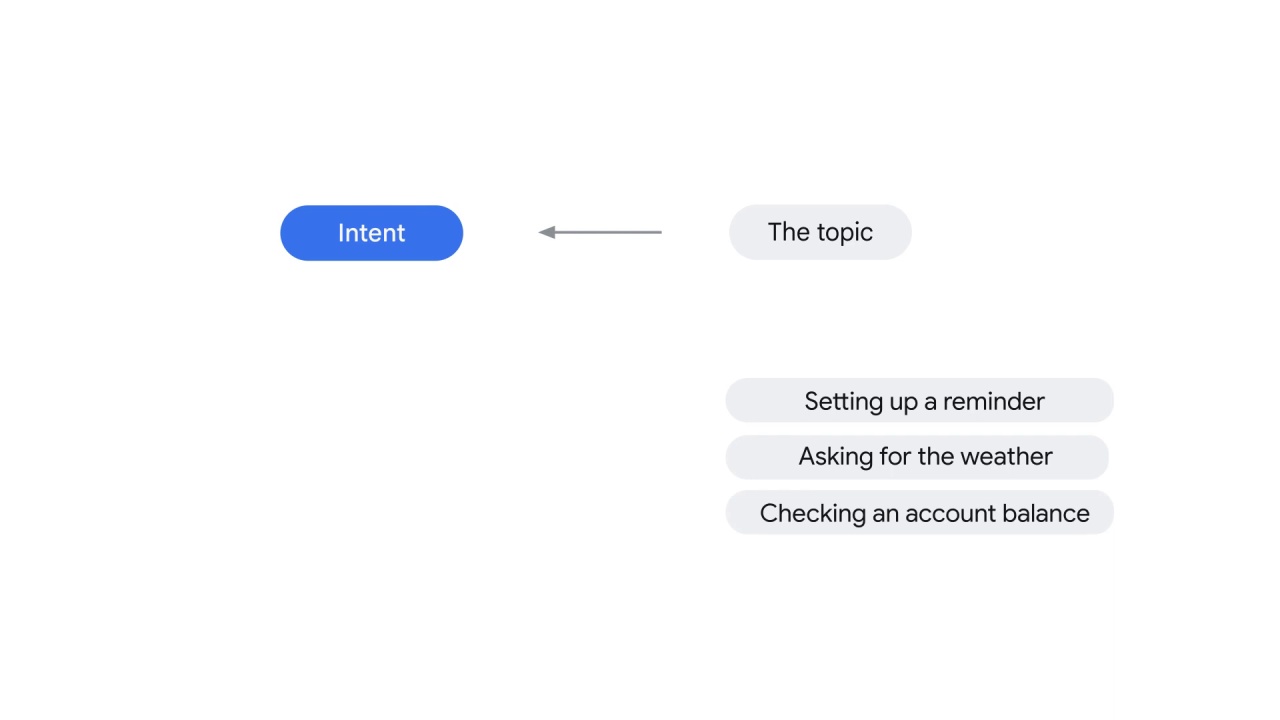 Intent
The topic
Setting up a reminder
Asking for the weather
Checking an account balance